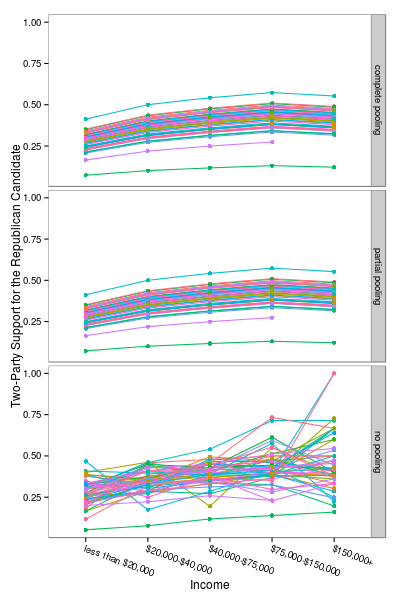 Two-Party Support for the Republican Candidate
1.00
0.75
0.50
0.25
complete pooling
1.00
0.75
0.50
0.25
partial pooling
1.00
0.75
0.50
0.25
no pooling
less than $20,000
$20,000-$40,000
$40,000-$75,000
$75,000-$150,000
$150,000+
Income